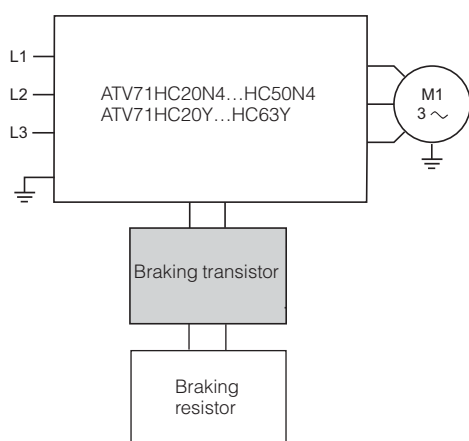 L1
L2
L3
ATV71HC20N4…HC50N4
ATV71HC20Y…HC63Y
M1
3 ~
Braking transistor
Braking
resistor